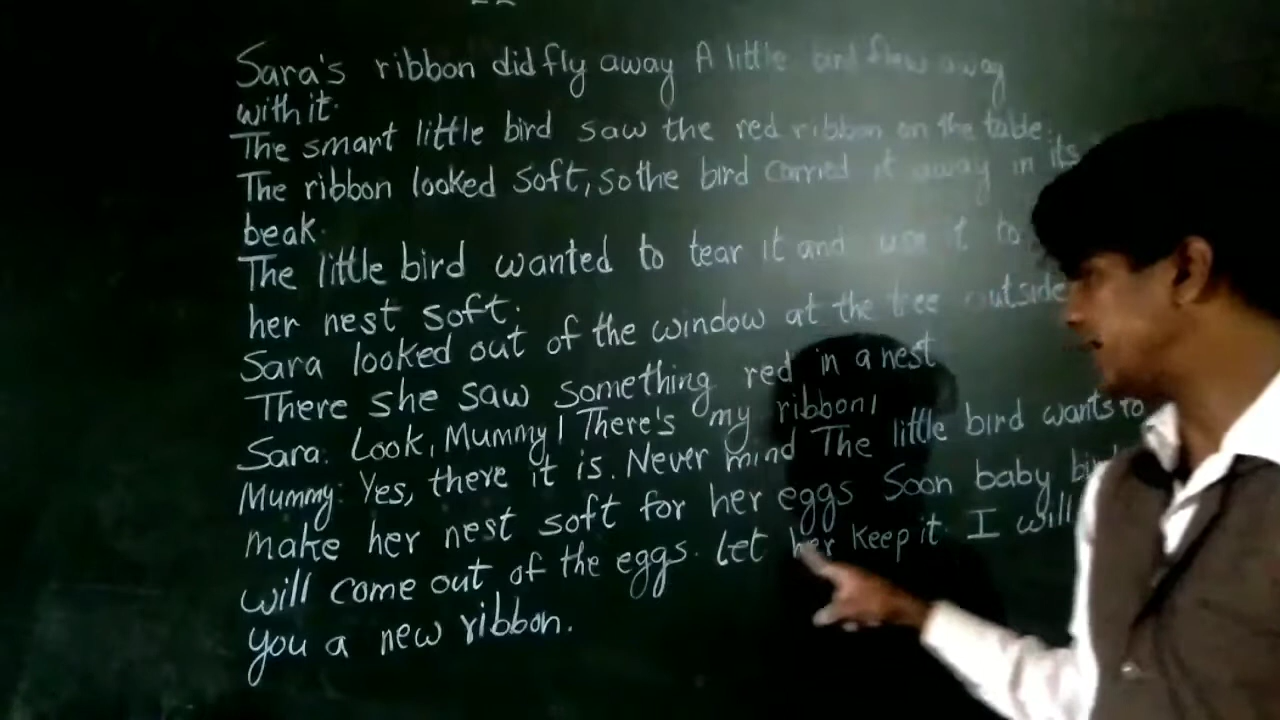 Sara's ribbon did fly away A little bird flew away
with it.
The smart little bird saw the red ribbon on the table.
The ribbon looked soft, so the bird carried it away in its
beak.
The little bird wanted to tear it and use it to
her nest soft.
Sara looked out of the window at the tree outside
There she saw something red in a nest
Sara: Look, Mummy! There's my ribbon!
Mummy: Yes, there it is. Never mind The little bird wants to
make her nest soft for her eggs Soon baby
will come out of the eggs. Let her keep it. I will
you a new ribbon.